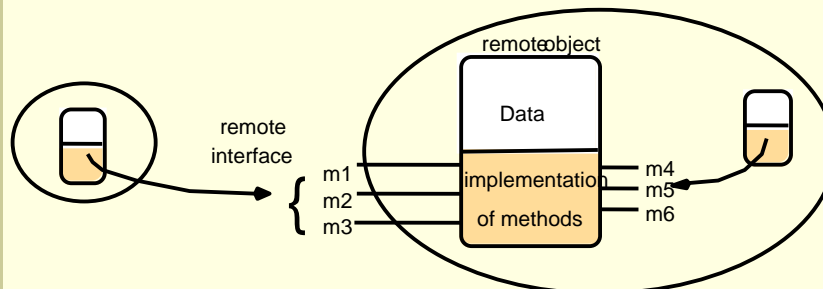 remoteobject
Data
remote
interface
{
m1
m2
m3
implementation
of methods
m4
m5
m6